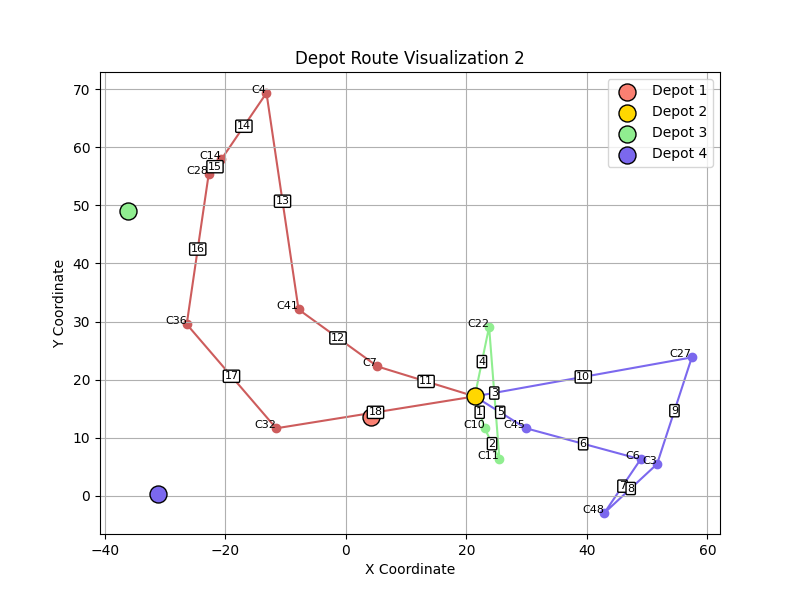 Depot Route Visualization 2
Depot 1
Depot 2
Depot 3
Depot 4
Y Coordinate
70
60
50
40
30
20
10
0
C4
14
C14
15
C28
13
16
C36
C41
C22
12
4
C27
C7
17
11
10
3
18
1
5
9
C32
C10
C45
2
6
C11
C6
C3
7
8
C48
−40
−20
0
20
40
60
X Coordinate